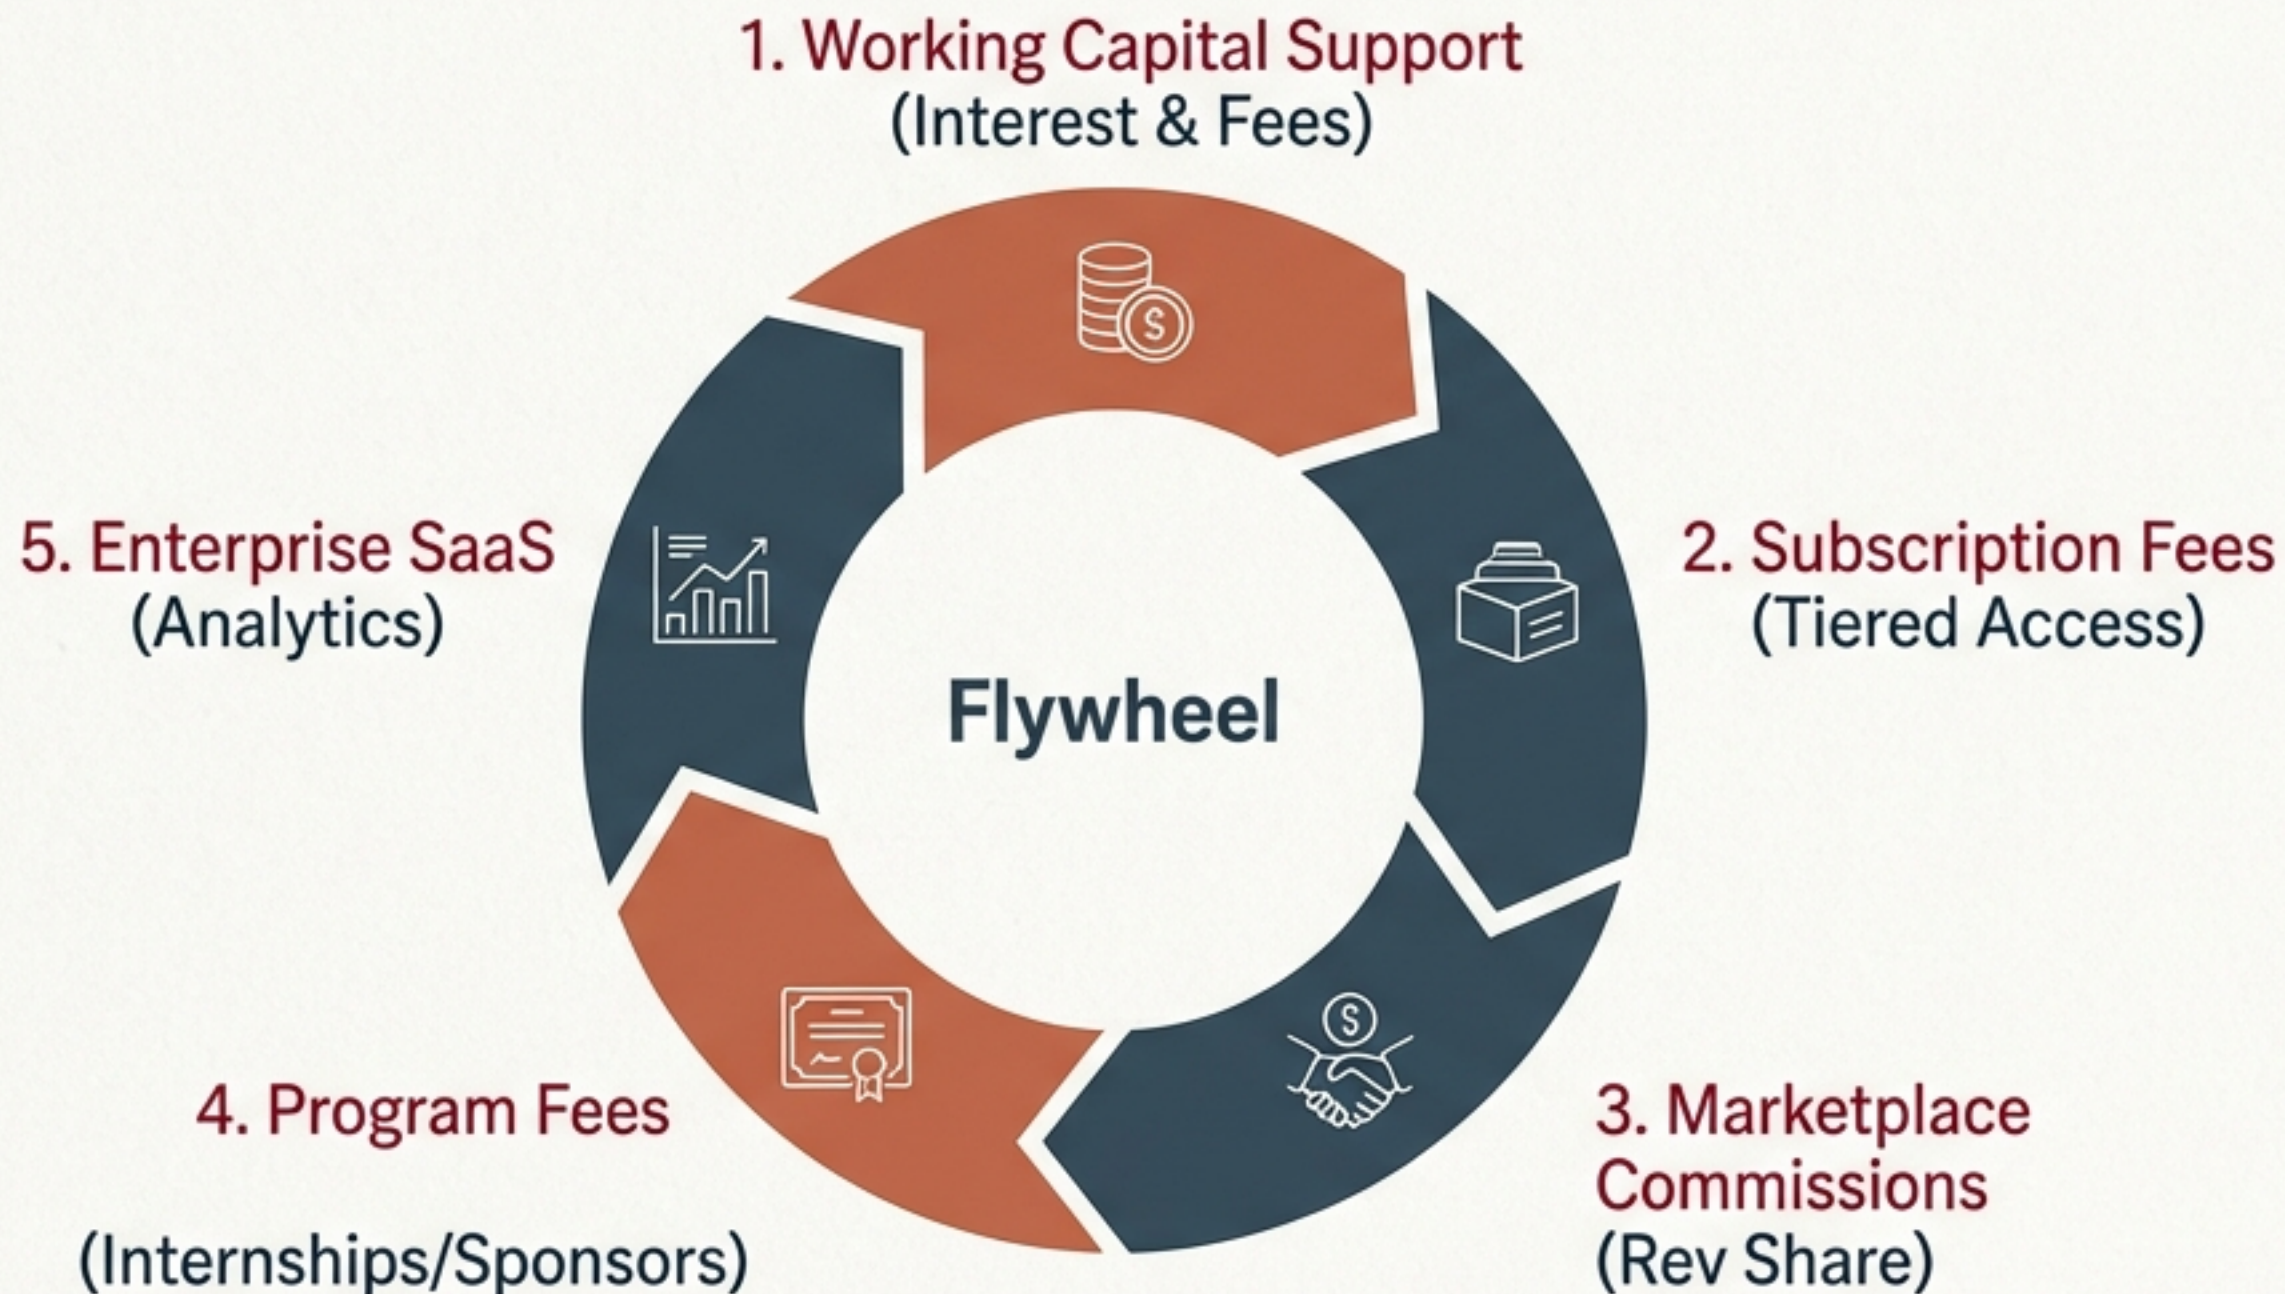 1. Working Capital Support
(Interest & Fees)
$
2. Subscription Fees
(Tiered Access)
3. Marketplace
Commissions
(Rev Share)
$
4. Program Fees
(Internships/Sponsors)
5. Enterprise SaaS
(Analytics)
Flywheel